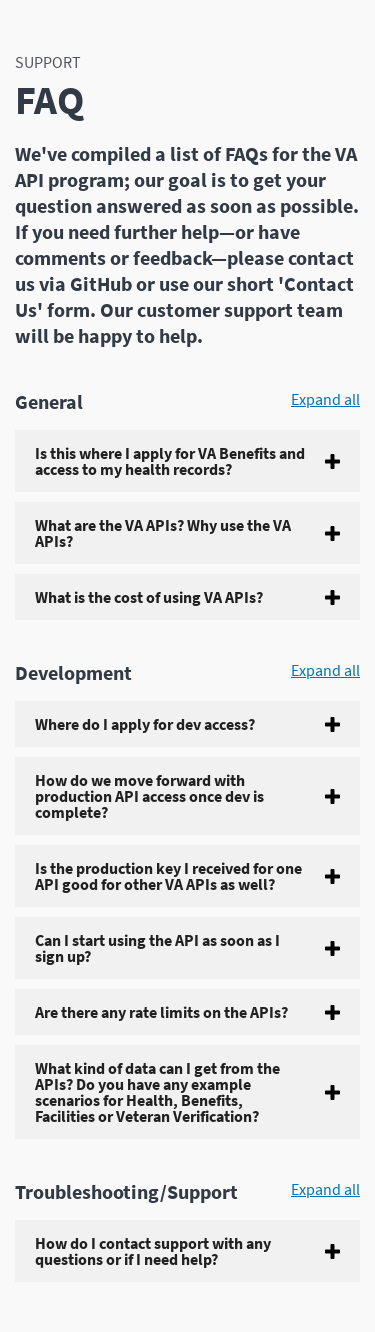 SUPPORT
FAQ
We've compiled a list of FAQs for the VA
API program; our goal is to get your
question answered as soon as possible.
If you need further help—or have
comments or feedback—please contact
us via GitHub or use our short 'Contact
Us' form. Our customer support team
will be happy to help.
General
Expand all
Is this where I apply for VA Benefits and
access to my health records?
What are the VA APIs? Why use the VA
APIs?
What is the cost of using VA APIs?
Development
Expand all
Where do I apply for dev access?
How do we move forward with
production API access once dev is
complete?
Is the production key I received for one
API good for other VA APIs as well?
Can I start using the API as soon as I
sign up?
Are there any rate limits on the APIs?
What kind of data can I get from the
APIs? Do you have any example
scenarios for Health, Benefits,
Facilities or Veteran Verification?
Troubleshooting/Support
Expand all
How do I contact support with any
questions or if I need help?